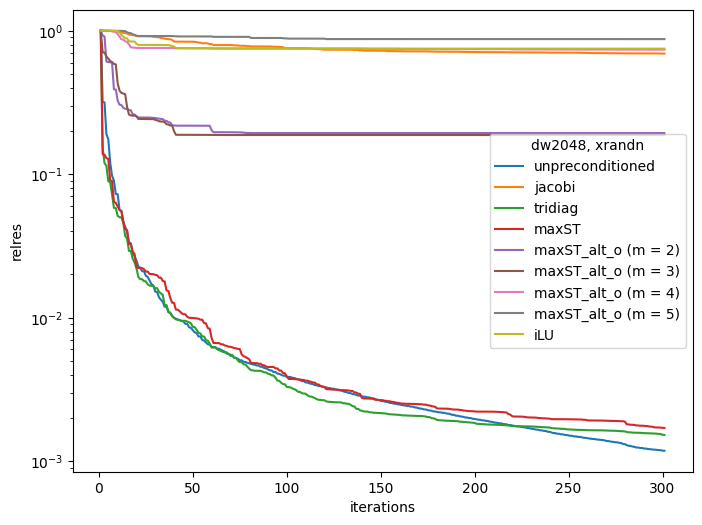 10⁰
10⁻¹
10⁻²
10⁻³
relres
0
50
100
150
200
250
300
iterations
dw2048, xrandn
unpreconditioned
jacobi
tridiag
maxST
maxST_alt_o (m = 2)
maxST_alt_o (m = 3)
maxST_alt_o (m = 4)
maxST_alt_o (m = 5)
iLU